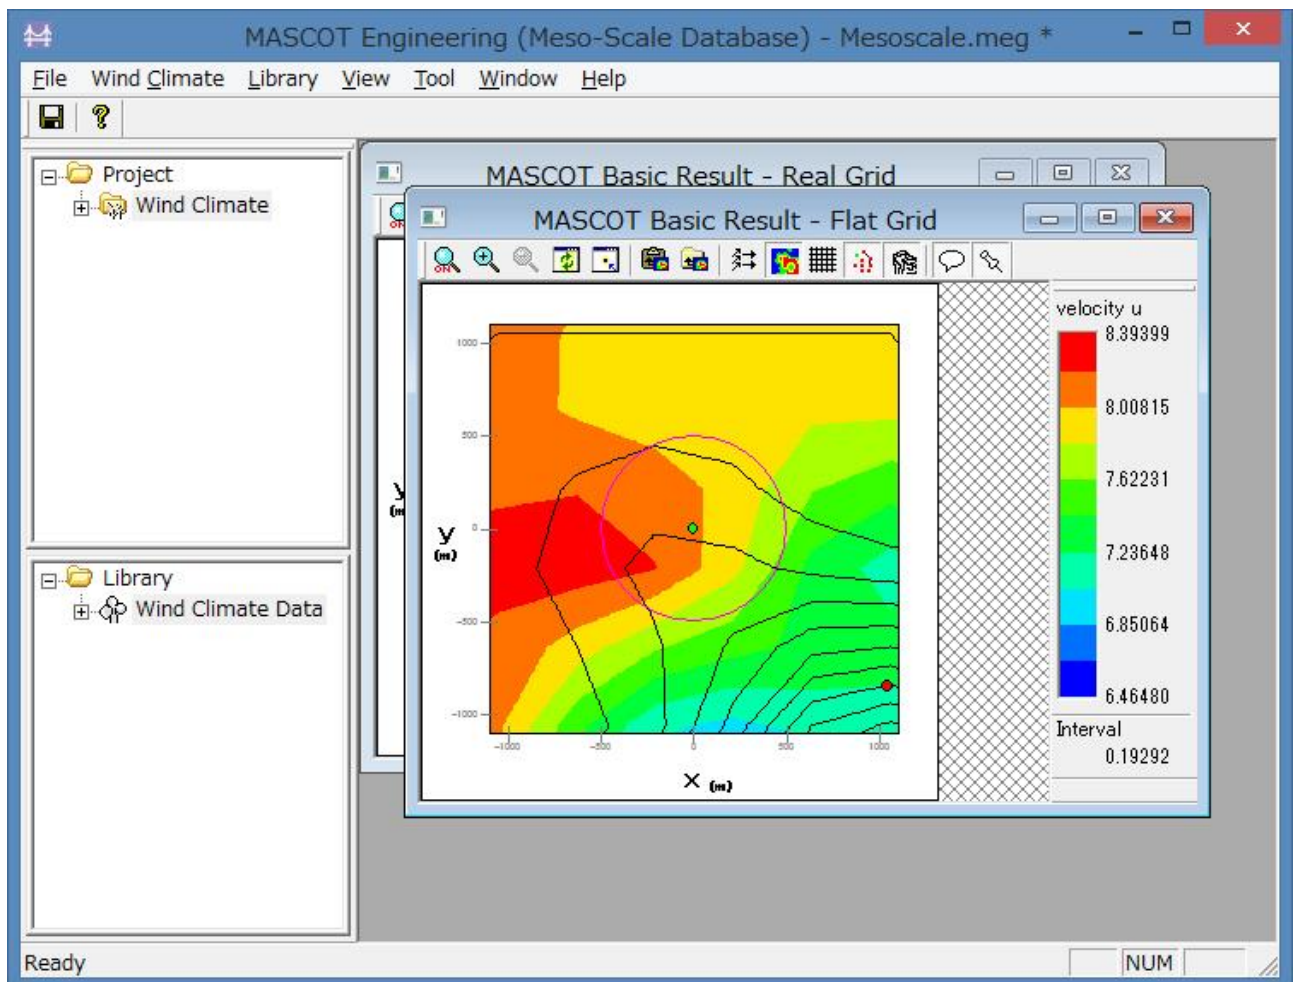 MASCOT Engineering (Meso-Scale Database) - Mesoscale.meg *
File Wind Climate Library View Tool Window Help
Project
Wind Climate
Library
Wind Climate Data
MASCOT Basic Result - Real Grid
ON
y
MASCOT Basic Result - Flat Grid
ON
1000
500
0
-500
-1000
y
(m)
-1000 -500 0 500 1000
x (m)
velocity u
8.39399
8.00815
7.62231
7.23648
6.85064
6.46480
Interval
0.19292
Ready
NUM